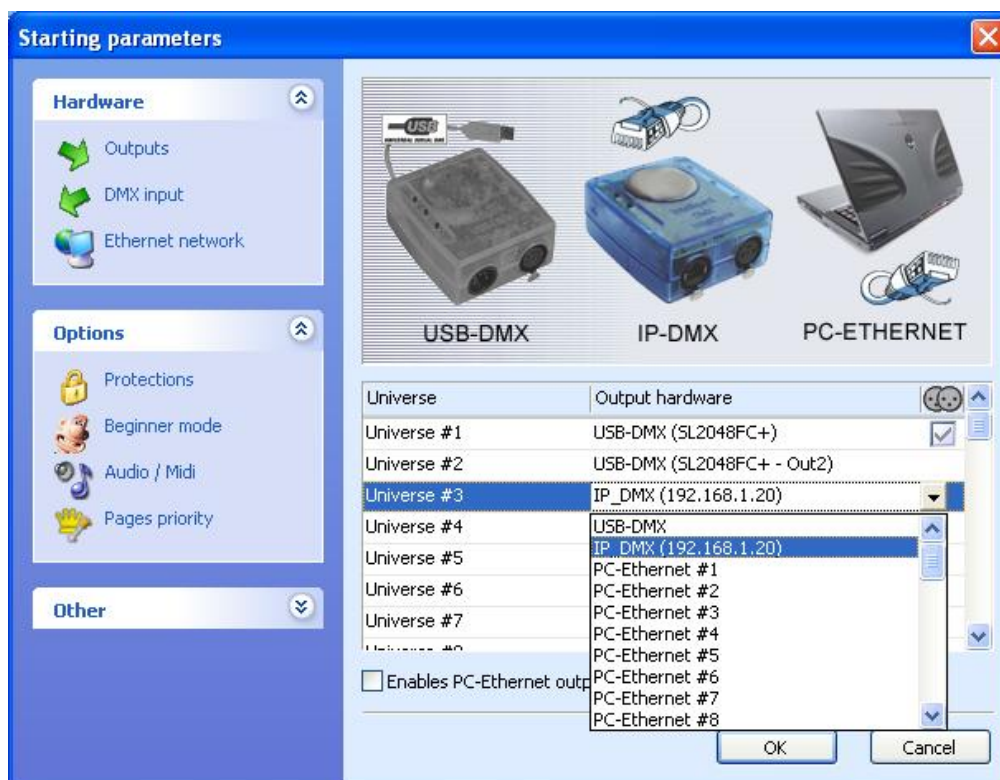 Starting parameters
Hardware
Outputs
DMX input
Ethernet network
Options
Protections
Beginner mode
Audio / Midi
Pages priority
Other
USB
USB-DMX
IP-DMX
PC-ETHERNET
Universe Output hardware
Universe #1 USB-DMX (SL2048FC+)
Universe #2 USB-DMX (SL2048FC+ - Out2)
Universe #3 IP_DMX (192.168.1.20)
Universe #4
Universe #5
Universe #6
Universe #7
USB-DMX
IP_DMX (192.168.1.20)
PC-Ethernet #1
PC-Ethernet #2
PC-Ethernet #3
PC-Ethernet #4
PC-Ethernet #5
PC-Ethernet #6
PC-Ethernet #7
PC-Ethernet #8
Enables PC-Ethernet outp
OK Cancel